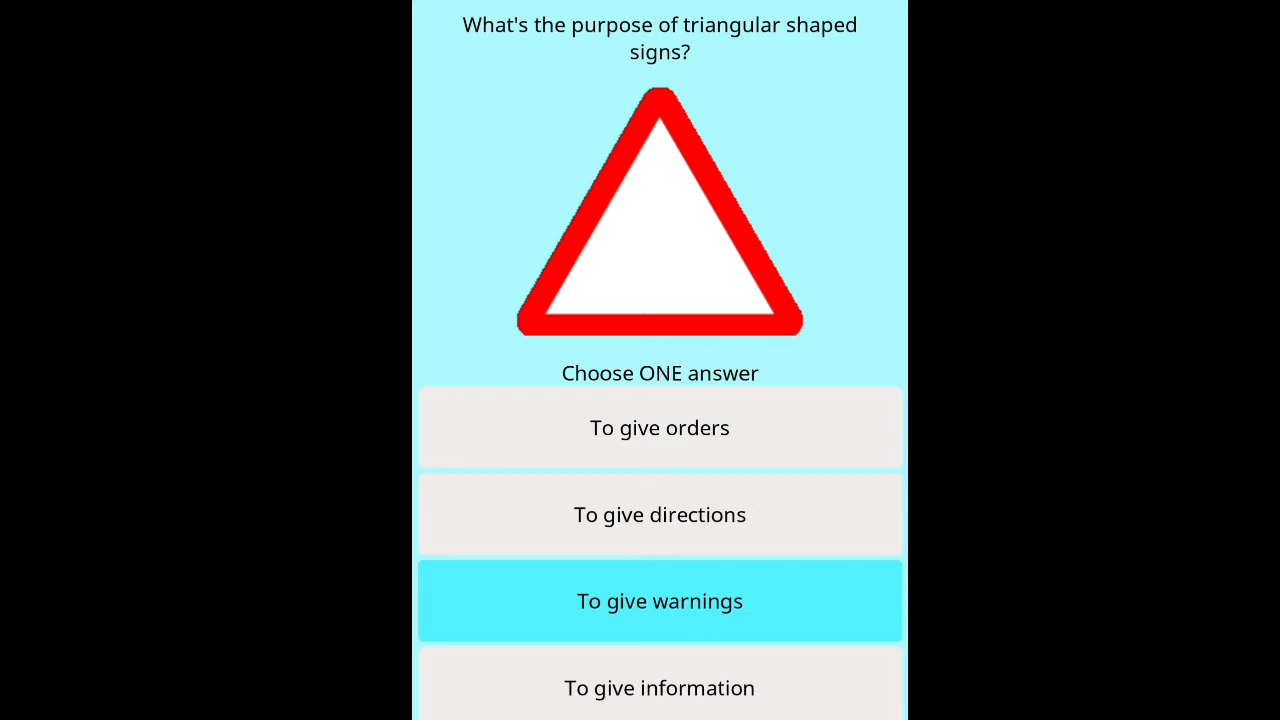 What's the purpose of triangular shaped
signs?
Choose ONE answer
To give orders
To give directions
To give warnings
To give information